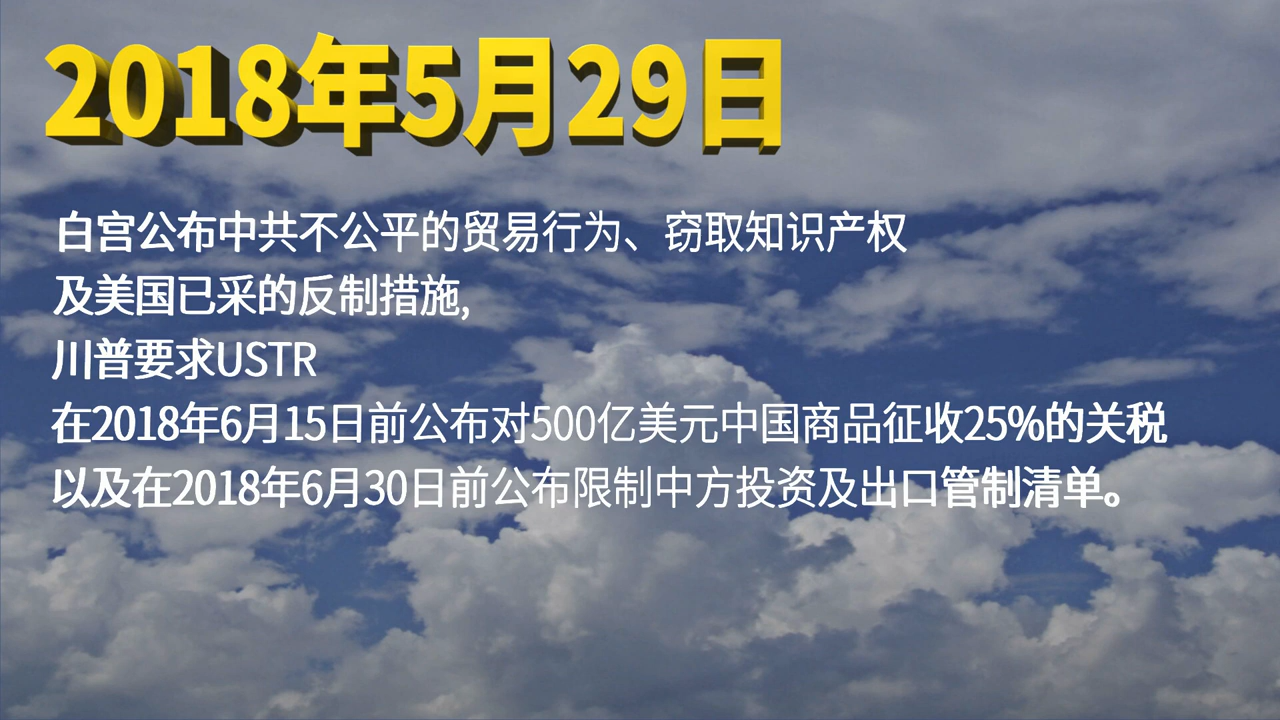 2018年5月29日
白宫公布中共不公平的贸易行为、窃取知识产权
及美国已采的反制措施,
川普要求USTR
在2018年6月15日前公布对500亿美元中国商品征收25%的关税
以及在2018年6月30日前公布限制中方投资及出口管制清单。